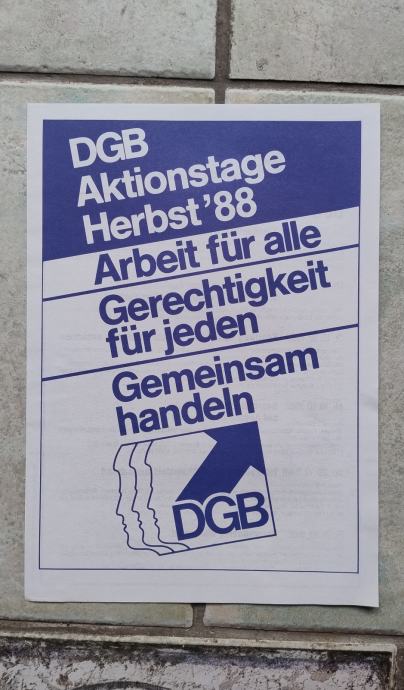 DGB
Aktionstage
Herbst '88
Arbeit für alle
Gerechtigkeit
für jeden
Gemeinsam
handeln
DGB